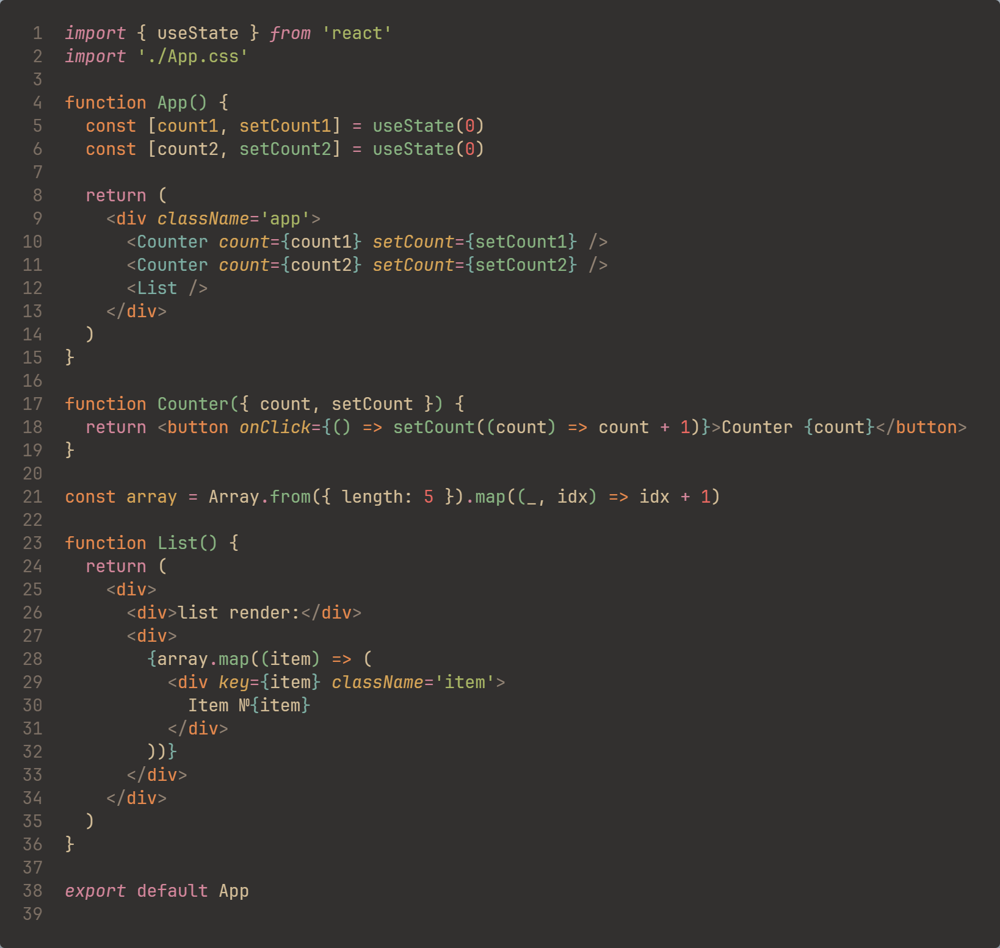 1 import { useState } from 'react'
2 import './App.css'
3
4 function App() {
5   const [count1, setCount1] = useState(0)
6   const [count2, setCount2] = useState(0)
7
8   return (
9     <div className='app'>
10       <Counter count={count1} setCount={setCount1} />
11       <Counter count={count2} setCount={setCount2} />
12       <List />
13     </div>
14   )
15 }
16
17 function Counter({ count, setCount }) {
18   return <button onClick={() => setCount((count) => count + 1)}>Counter {count}</button>
19 }
20
21 const array = Array.from({ length: 5 }).map((_, idx) => idx + 1)
22
23 function List() {
24   return (
25     <div>
26       <div>list render:</div>
27       <div>
28         {array.map((item) => (
29           <div key={item} className='item'>
30             Item №{item}
31           </div>
32         ))}
33       </div>
34     </div>
35   )
36 }
37
38 export default App
39